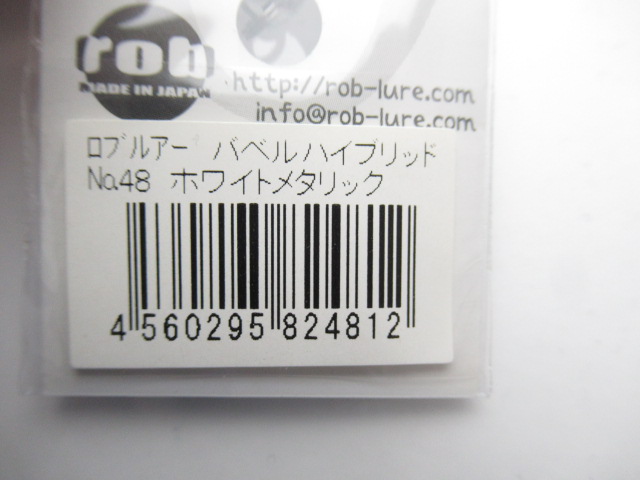 rob
MADE IN JAPAN
http://rob-lure.com
info@rob-lure.com
ロブルアー バベルハイブリッド
No.48 ホワイトメタリック
4 560295 824812